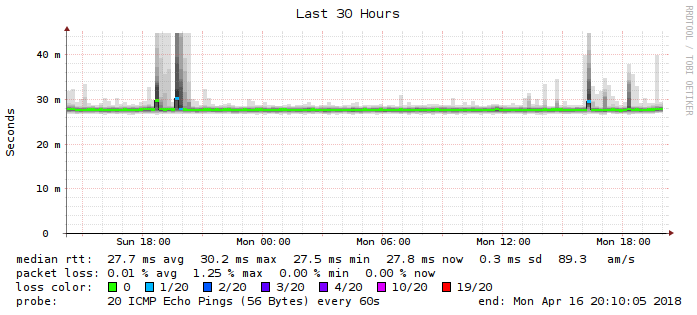 Last 30 Hours
RRDTOOL / TOBI OETIKER
Seconds
40 m
30 m
20 m
10 m
0
Sun 18:00 Mon 00:00 Mon 06:00 Mon 12:00 Mon 18:00
median rtt: 27.7 ms avg 30.2 ms max 27.5 ms min 27.8 ms now 0.3 ms sd 89.3 am/s
packet loss: 0.01 % avg 1.25 % max 0.00 % min 0.00 % now
loss color: 0 1/20 2/20 3/20 4/20 10/20 19/20
probe: 20 ICMP Echo Pings (56 Bytes) every 60s end: Mon Apr 16 20:10:05 2018